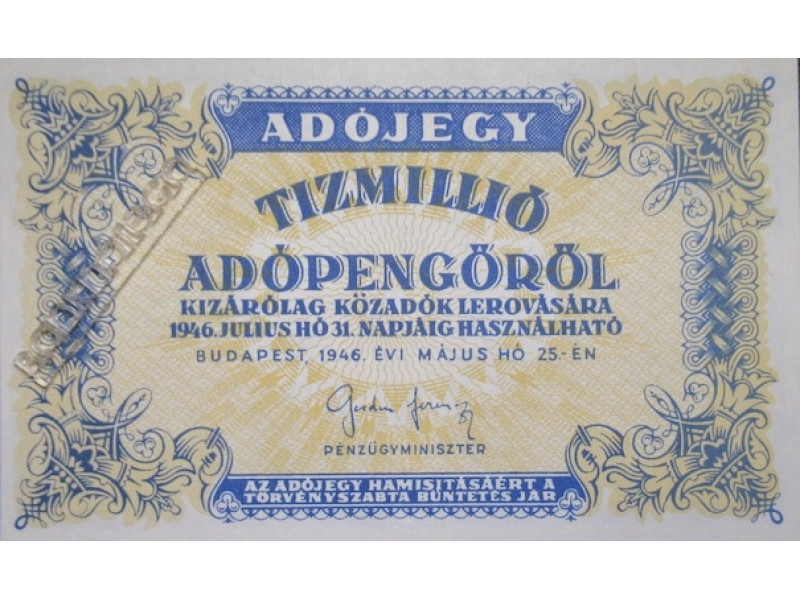 ADÓJEGY
TIZMILLIÓ
ADÓPENGŐRŐL
KIZÁRÓLAG KÖZADÓK LEROVÁSÁRA
1946. JULIUS HÓ 31. NAPJÁIG HASZNÁLHATÓ
BUDAPEST, 1946. ÉVI MÁJUS HÓ 25.-ÉN
PÉNZÜGYMINISZTER
AZ ADÓJEGY HAMISITÁSÁÉRT A
TÖRVÉNYSZABTA BÜNTETÉS JÁR